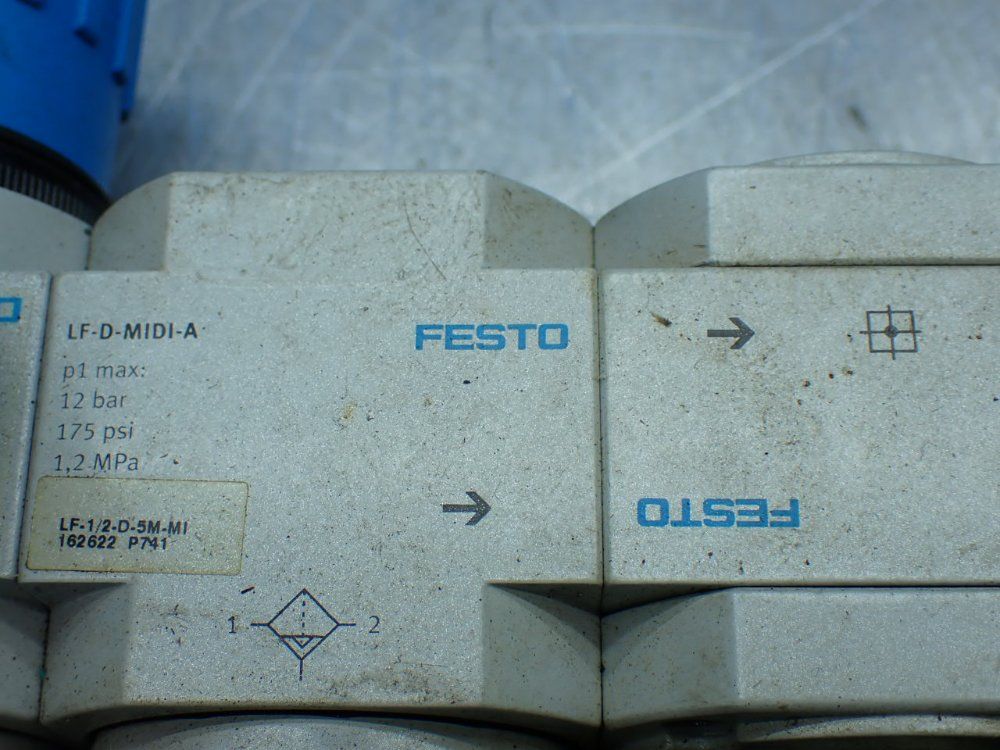 LF-D-MIDI-A
FESTO
p1 max:
12 bar
175 psi
1,2 MPa
LF-1/2-D-5M-MI
162622 P741
1 2
FESTO